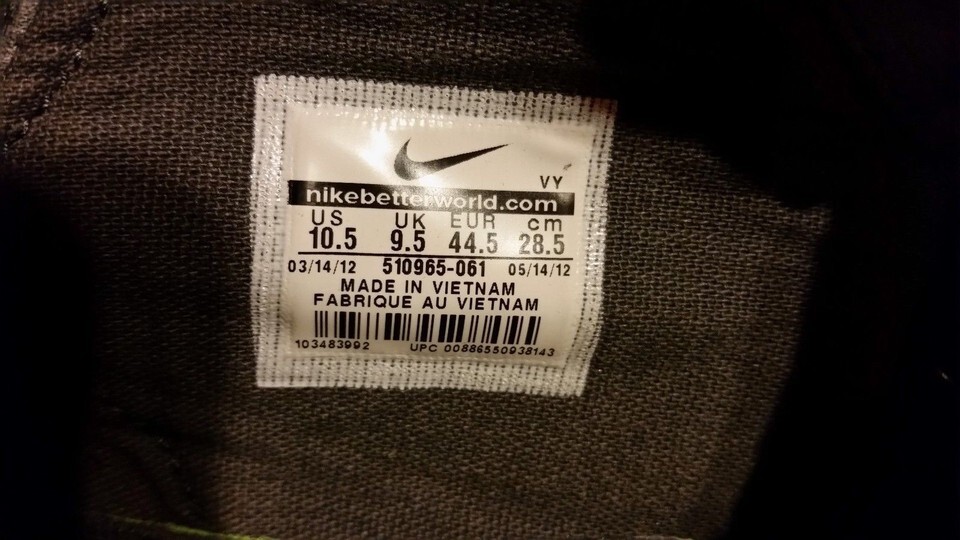 VY
nikebetterworld.com
US UK EUR cm
10.5 9.5 44.5 28.5
03/14/12 510965-061 05/14/12
MADE IN VIETNAM
FABRIQUE AU VIETNAM
103483992 UPC 00886550938143